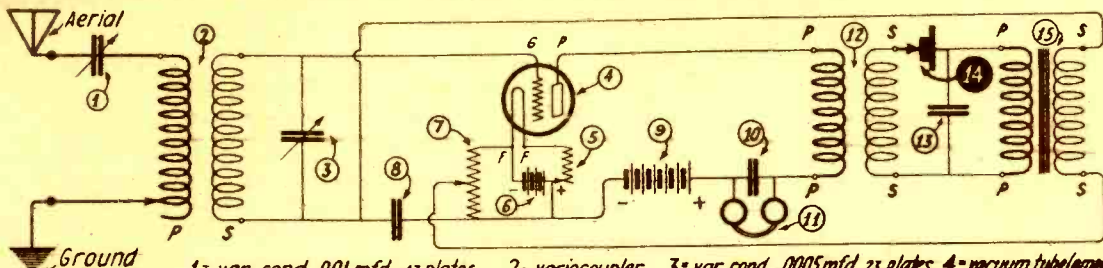 Aerial
1
2
P
S
3
G
P
4
7
5
F
F
-
+
6
8
9
-
+
10
11
P
P
12
S
S
14
13
P
P
15
S
S
Ground
1= var. cond. .001 mfd. 43 plates 2= variocoupler 3= var. cond. .0005 mfd. 23 plates 4= vacuum tube